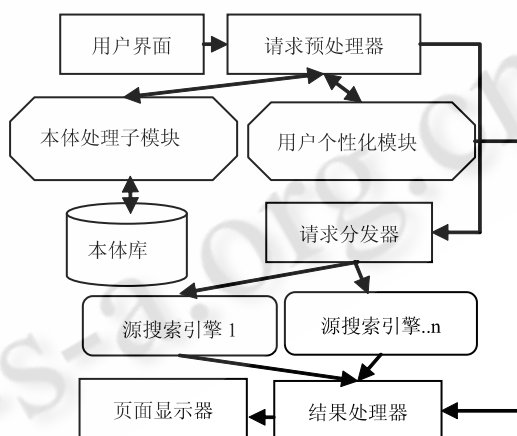 用户界面
请求预处理器
本体处理子模块
用户个性化模块
本体库
请求分发器
源搜索引擎 1
源搜索引擎..n
页面显示器
结果处理器